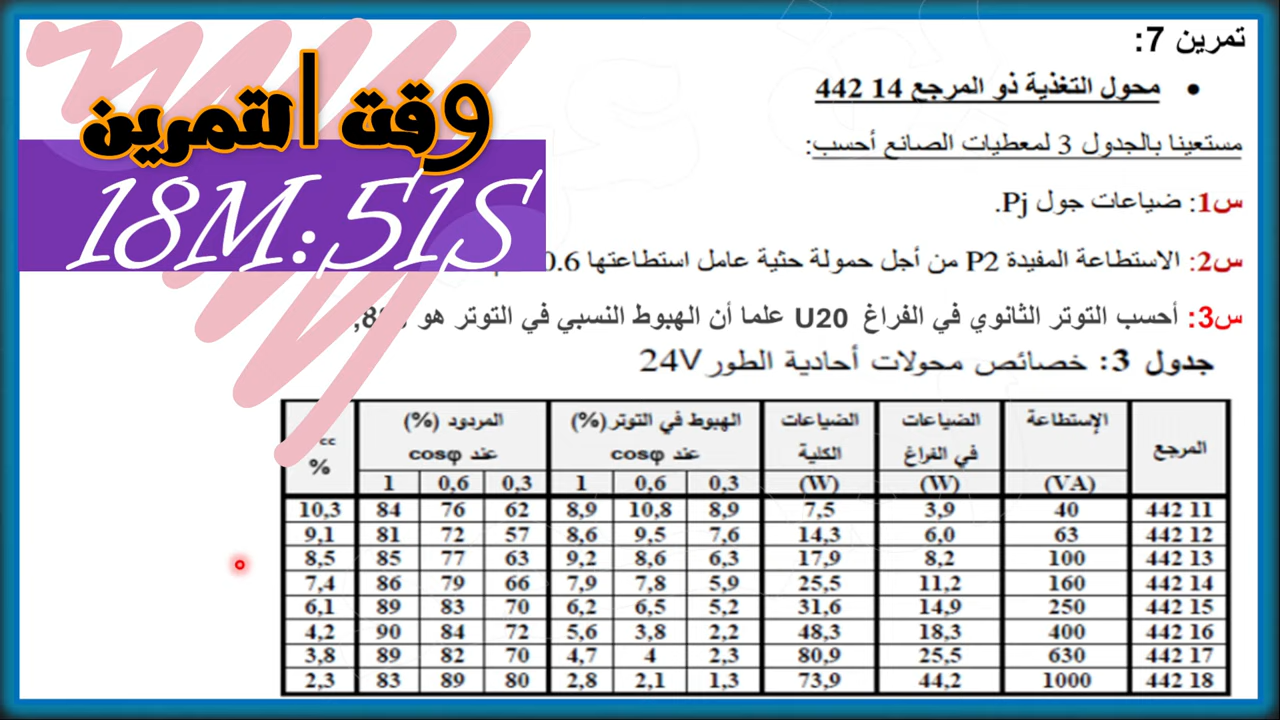 تمرين 7:
وقت التمرين
18M:51S
• محول التغذية ذو المرجع 14 442
مستعينا بالجدول 3 لمعطيات الصانع أحسب:
س1: ضياعات جول Pj.
س2: الاستطاعة المفيدة P2 من أجل حمولة حثية عامل استطاعتها 0.6
س3: أحسب التوتر الثانوي في الفراغ U20 علما أن الهبوط النسبي في التوتر هو
جدول 3: خصائص محولات أحادية الطور 24V
المرجع الإستطاعة (VA) الضياعات في الفراغ (W) الضياعات الكلية (W) الهبوط في التوتر(%) عند cosφ المردود (%) عند cosφ cc %
0,3 0,6 1 0,3 0,6 1
442 11 40 3,9 7,5 8,9 10,8 8,9 62 76 84 10,3
442 12 63 6,0 14,3 7,6 9,5 8,6 57 72 81 9,1
442 13 100 8,2 17,9 6,3 8,6 9,2 63 77 85 8,5
442 14 160 11,2 25,5 5,9 7,8 7,9 66 79 86 7,4
442 15 250 14,9 31,6 5,2 6,5 6,2 70 83 89 6,1
442 16 400 18,3 48,3 2,2 3,8 5,6 72 84 90 4,2
442 17 630 25,5 80,9 2,3 4 4,7 70 82 89 3,8
442 18 1000 44,2 73,9 1,3 2,1 2,8 80 89 83 2,3